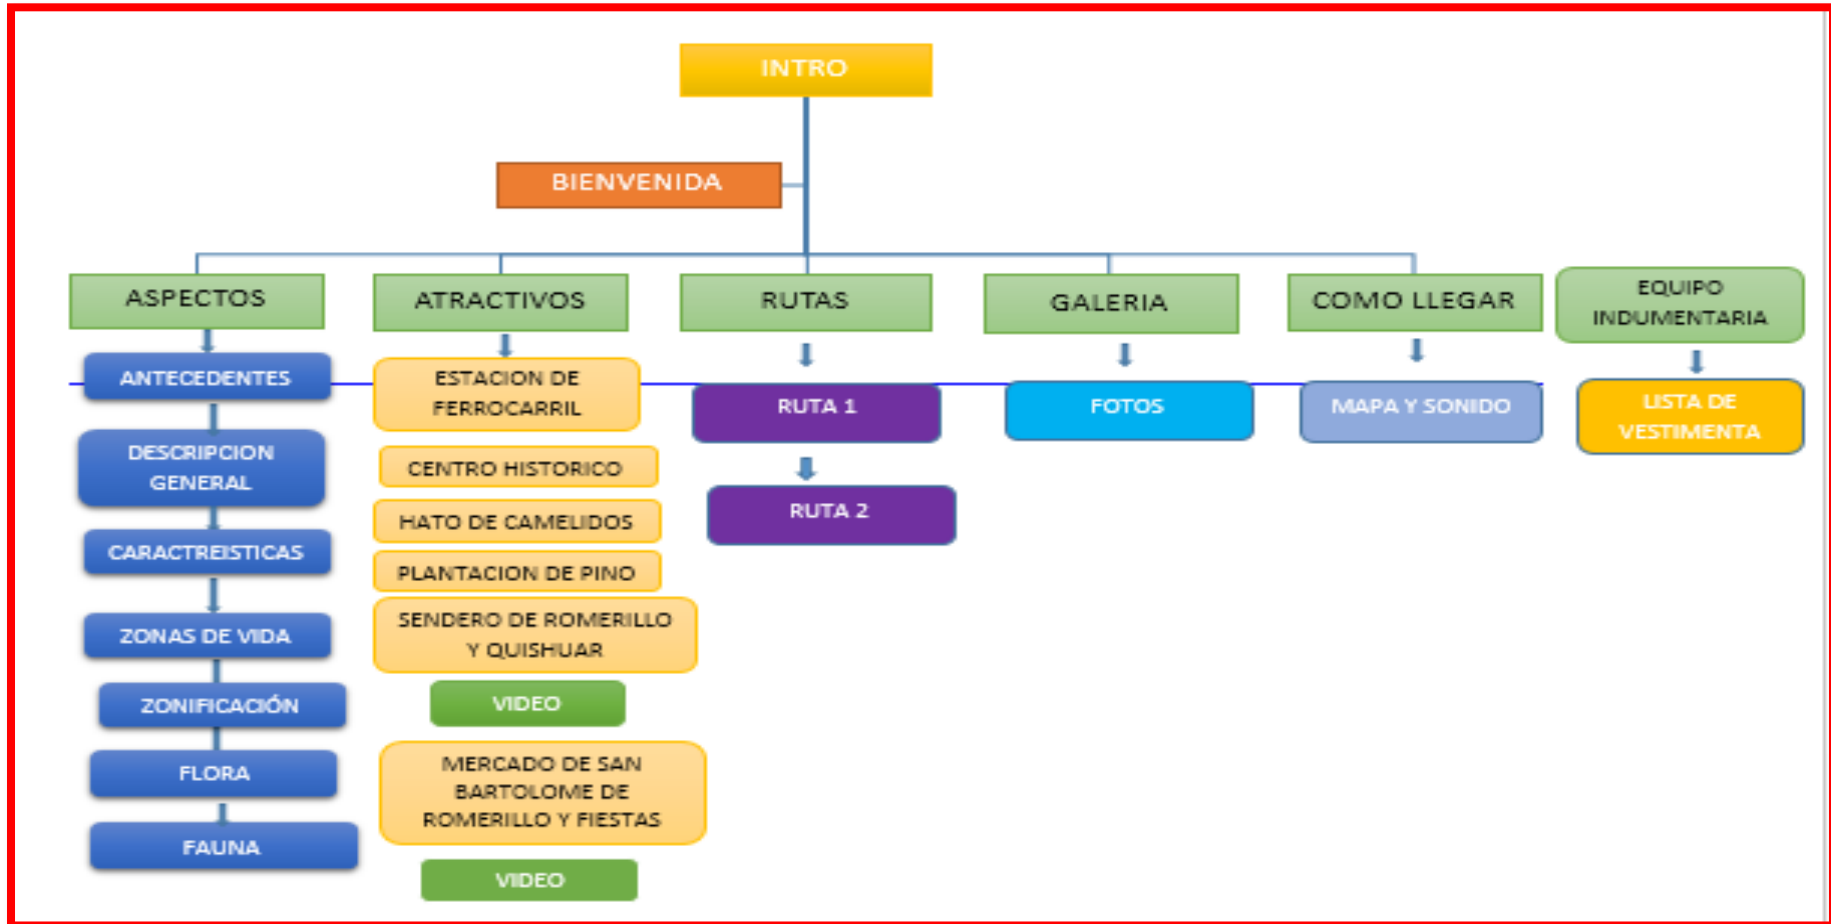 INTRO
BIENVENIDA
ASPECTOS
ATRACTIVOS
RUTAS
GALERIA
COMO LLEGAR
EQUIPO
INDUMENTARIA
ANTECEDENTES
DESCRIPCION
GENERAL
CARACTREISTICAS
ZONAS DE VIDA
ZONIFICACIÓN
FLORA
FAUNA
ESTACION DE
FERROCARRIL
CENTRO HISTORICO
HATO DE CAMELIDOS
PLANTACION DE PINO
SENDERO DE ROMERILLO
Y QUISHUAR
VIDEO
MERCADO DE SAN
BARTOLOME DE
ROMERILLO Y FIESTAS
VIDEO
RUTA 1
RUTA 2
FOTOS
MAPA Y SONIDO
LISTA DE
VESTIMENTA